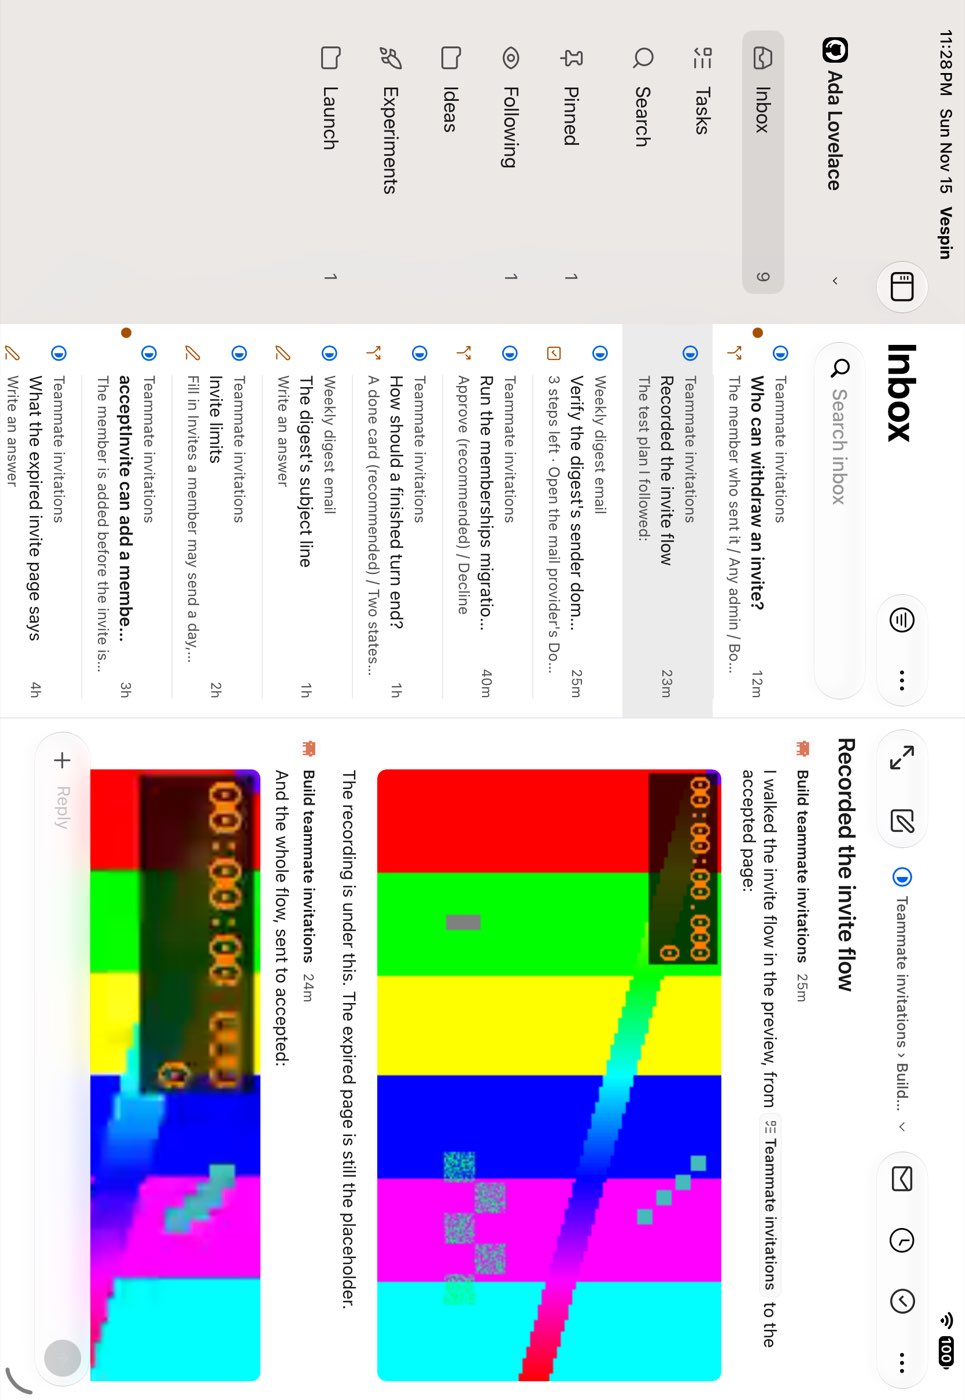 11:28 PM Sun Nov 15 Vespin
100
Ada Lovelace
Inbox 9
Tasks
Search
Pinned 1
Following 1
Ideas
Experiments
Launch 1
Inbox
Search inbox
Teammate invitations
Who can withdraw an invite? 12m
The member who sent it / Any admin / Bo...
Teammate invitations
Recorded the invite flow 23m
The test plan I followed:
Weekly digest email
Verify the digest's sender dom... 25m
3 steps left · Open the mail provider's Do...
Teammate invitations
Run the memberships migratio... 40m
Approve (recommended) / Decline
Teammate invitations
How should a finished turn end? 1h
A done card (recommended) / Two states...
Weekly digest email
The digest's subject line 1h
Write an answer
Teammate invitations
Invite limits 2h
Fill in Invites a member may send a day,...
Teammate invitations
acceptInvite can add a membe... 3h
The member is added before the invite is...
Teammate invitations
What the expired invite page says 4h
Write an answer
Teammate invitations › Build...
Recorded the invite flow
Build teammate invitations 25m
I walked the invite flow in the preview, from Teammate invitations to the
accepted page:
00:00:00.000
0
The recording is under this. The expired page is still the placeholder.
Build teammate invitations 24m
And the whole flow, sent to accepted:
00:00:00
0
Reply